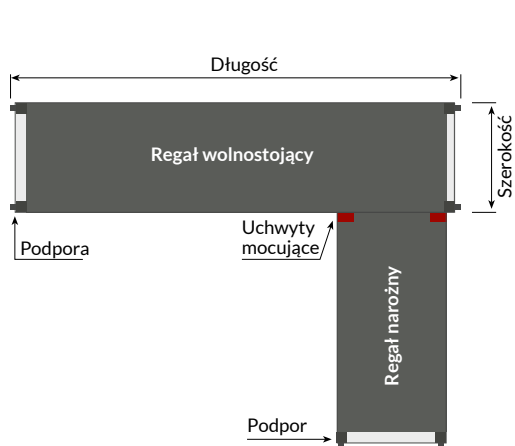 Długość
Regał wolnostojący
Szerokość
Podpora
Uchwyty
mocujące
Regał narożny
Podpor